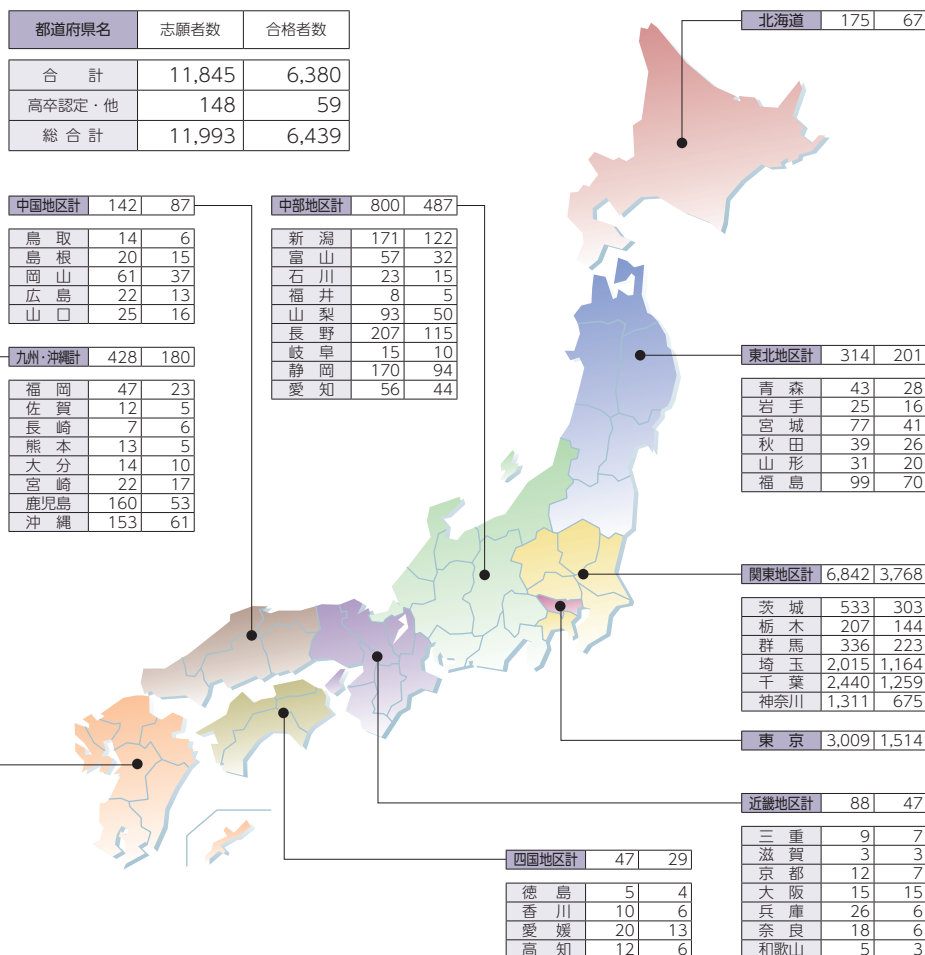 都道府県名 志願者数 合格者数
合計 11,845 6,380
高卒認定・他 148 59
総合計 11,993 6,439
北海道 175 67
中国地区計 142 87
鳥取 14 6
島根 20 15
岡山 61 37
広島 22 13
山口 25 16
九州・沖縄計 428 180
福岡 47 23
佐賀 12 5
長崎 7 6
熊本 13 5
大分 14 10
宮崎 22 17
鹿児島 160 53
沖縄 153 61
中部地区計 800 487
新潟 171 122
富山 57 32
石川 23 15
福井 8 5
山梨 93 50
長野 207 115
岐阜 15 10
静岡 170 94
愛知 56 44
東北地区計 314 201
青森 43 28
岩手 25 16
宮城 77 41
秋田 39 26
山形 31 20
福島 99 70
関東地区計 6,842 3,768
茨城 533 303
栃木 207 144
群馬 336 223
埼玉 2,015 1,164
千葉 2,440 1,259
神奈川 1,311 675
東京 3,009 1,514
近畿地区計 88 47
三重 9 7
滋賀 3 3
京都 12 7
大阪 15 15
兵庫 26 6
奈良 18 6
和歌山 5 3
四国地区計 47 29
徳島 5 4
香川 10 6
愛媛 20 13
高知 12 6